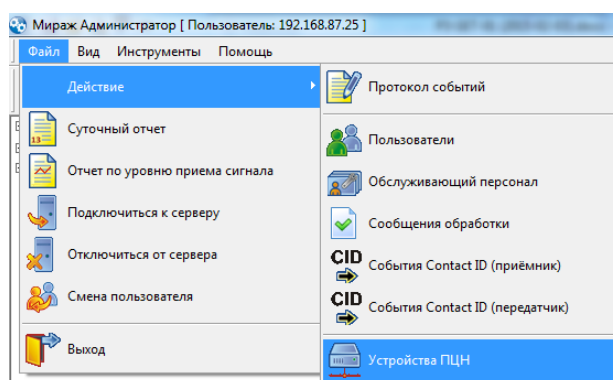 Мираж Администратор [ Пользователь: 192.168.87.25 ]
Файл Вид Инструменты Помощь
Действие
Суточный отчет
Отчет по уровню приема сигнала
Подключиться к серверу
Отключиться от сервера
Смена пользователя
Выход
Протокол событий
Пользователи
Обслуживающий персонал
Сообщения обработки
CID События Contact ID (приёмник)
CID События Contact ID (передатчик)
Устройства ПЦН